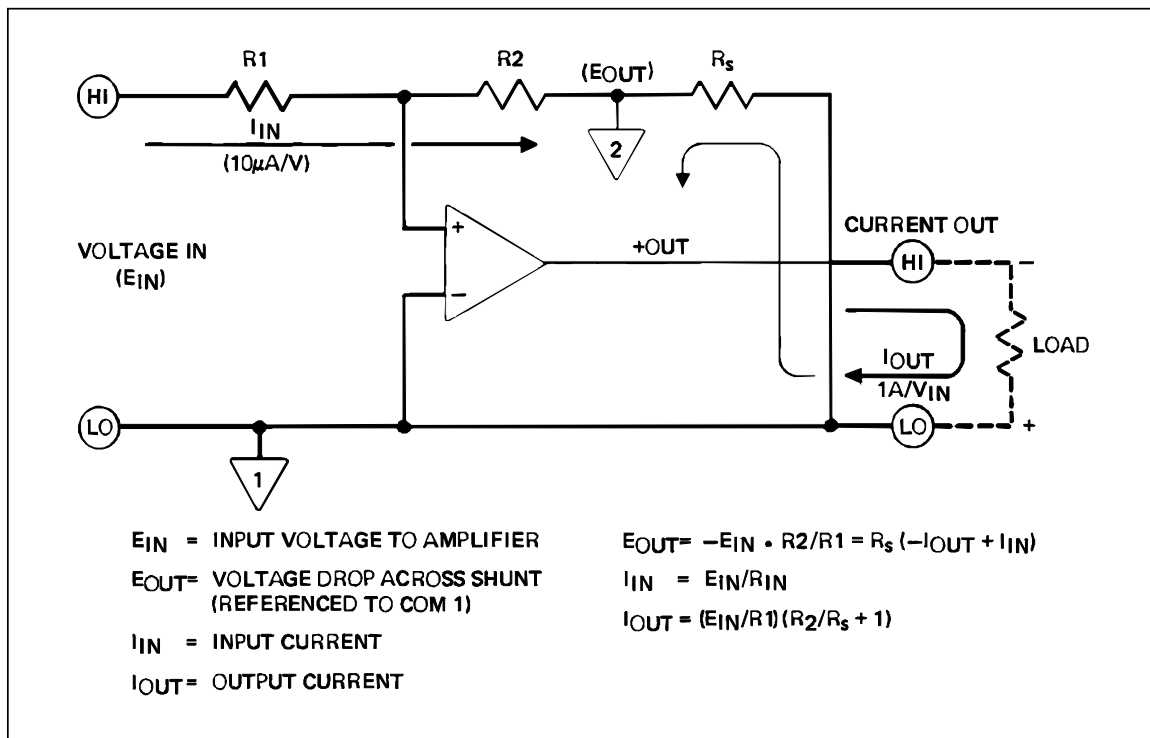 R1
R2
(EOUT)
Rs
HI
IIN
(10μA/V)
2
+
−
VOLTAGE IN
(EIN)
+OUT
CURRENT OUT
HI
−
LOAD
IOUT
1A/VIN
LO
1
LO
+
EIN = INPUT VOLTAGE TO AMPLIFIER
EOUT= VOLTAGE DROP ACROSS SHUNT
(REFERENCED TO COM 1)
IIN = INPUT CURRENT
IOUT= OUTPUT CURRENT
EOUT= −EIN • R2/R1 = Rs (−IOUT + IIN)
IIN = EIN/RIN
IOUT = (EIN/R1)(R2/Rs + 1)